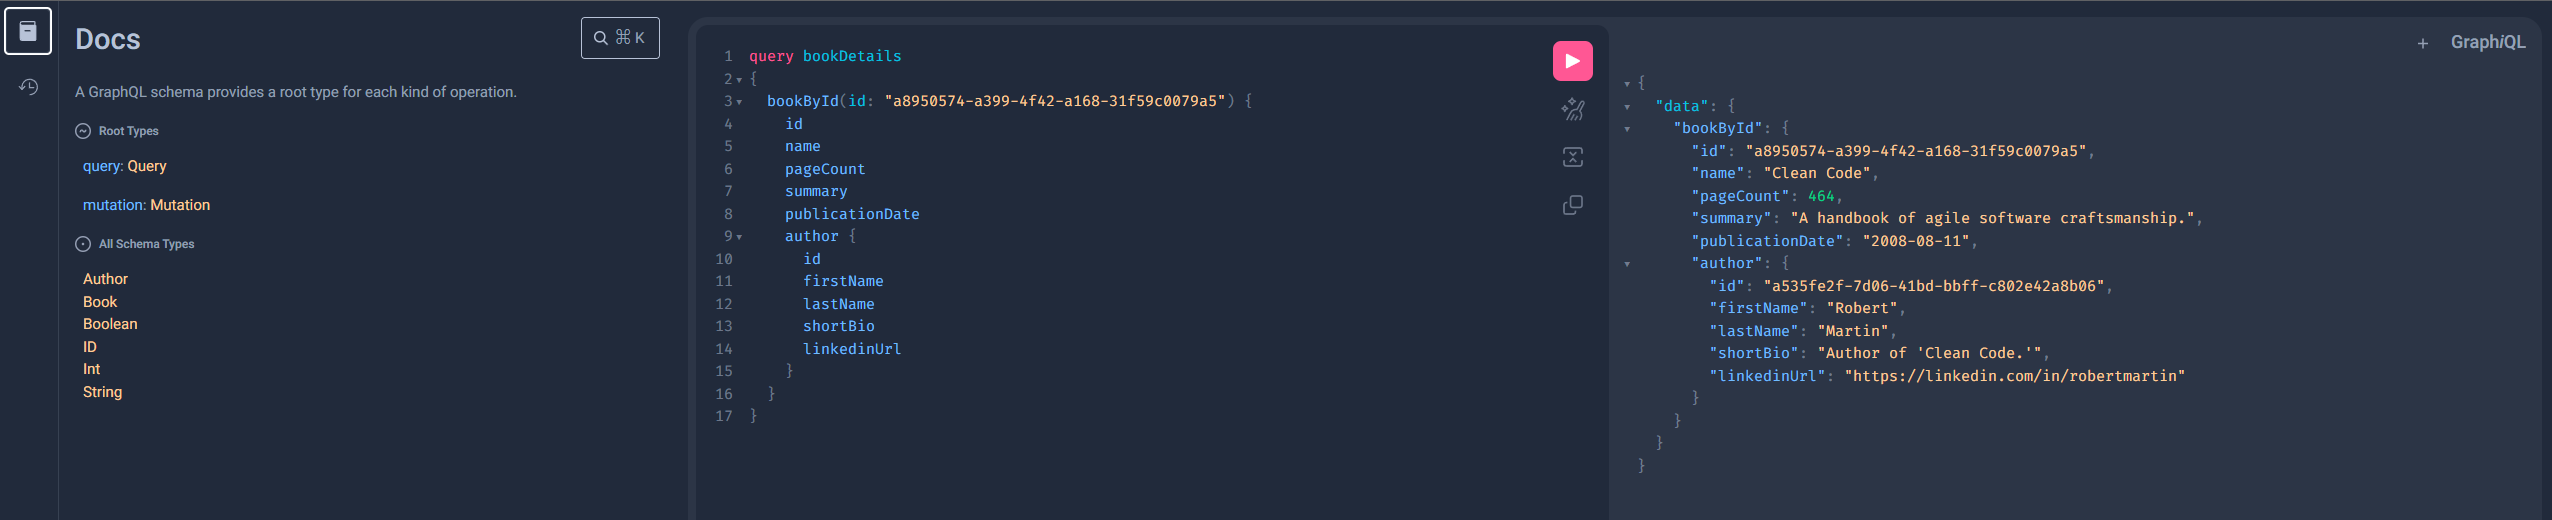 Docs
⌘ K
A GraphQL schema provides a root type for each kind of operation.
Root Types
query: Query
mutation: Mutation
All Schema Types
Author
Book
Boolean
ID
Int
String
1 query bookDetails
2 {
3 bookById(id: "a8950574-a399-4f42-a168-31f59c0079a5") {
4 id
5 name
6 pageCount
7 summary
8 publicationDate
9 author {
10 id
11 firstName
12 lastName
13 shortBio
14 linkedinUrl
15 }
16 }
17 }
+ GraphiQL
{
"data": {
"bookById": {
"id": "a8950574-a399-4f42-a168-31f59c0079a5",
"name": "Clean Code",
"pageCount": 464,
"summary": "A handbook of agile software craftsmanship.",
"publicationDate": "2008-08-11",
"author": {
"id": "a535fe2f-7d06-41bd-bbff-c802e42a8b06",
"firstName": "Robert",
"lastName": "Martin",
"shortBio": "Author of 'Clean Code.'",
"linkedinUrl": "https://linkedin.com/in/robertmartin"
}
}
}
}